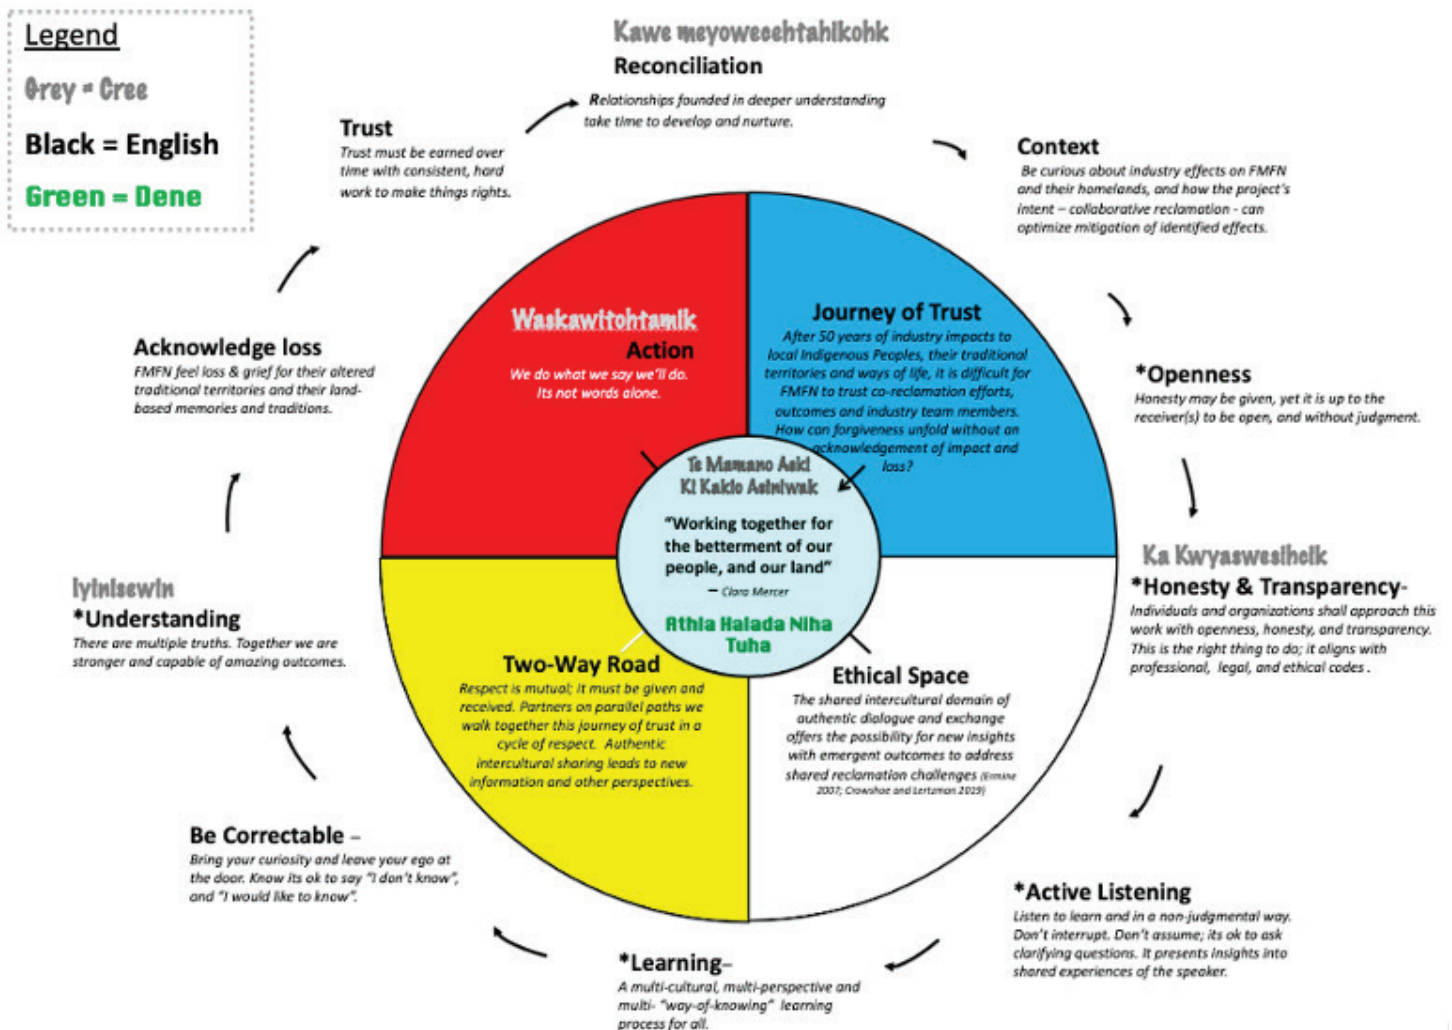 Legend
Grey = Cree
Black = English
Green = Dene
Kawe meyowecehtahikohk
Reconciliation
Relationships founded in deeper understanding
take time to develop and nurture.
Context
Be curious about industry effects on FMFN
and their homelands, and how the project's
intent – collaborative reclamation - can
optimize mitigation of identified effects.
*Openness
Honesty may be given, yet it is up to the
receiver(s) to be open, and without judgment.
Ka Kwyaswesihcik
*Honesty & Transparency-
Individuals and organizations shall approach this
work with openness, honesty, and transparency.
This is the right thing to do; it aligns with
professional, legal, and ethical codes .
*Active Listening
Listen to learn and in a non-judgmental way.
Don't interrupt. Don't assume; its ok to ask
clarifying questions. It presents insights into
shared experiences of the speaker.
*Learning–
A multi-cultural, multi-perspective and
multi- "way-of-knowing" learning
process for all.
Be Correctable –
Bring your curiosity and leave your ego at
the door. Know its ok to say "I don't know",
and "I would like to know".
Iyinisewin
*Understanding
There are multiple truths. Together we are
stronger and capable of amazing outcomes.
Acknowledge loss
FMFN feel loss & grief for their altered
traditional territories and their land-
based memories and traditions.
Trust
Trust must be earned over
time with consistent, hard
work to make things rights.
Waskawitohtamik
Action
We do what we say we'll do.
Its not words alone.
Journey of Trust
After 50 years of industry impacts to
local Indigenous Peoples, their traditional
territories and ways of life, it is difficult for
FMFN to trust co-reclamation efforts,
outcomes and industry team members.
How can forgiveness unfold without an
acknowledgement of impact and
loss?
Te Mamano Aski
Ki Kakio Asiniwak
"Working together for
the betterment of our
people, and our land"
– Clara Mercer
Athla Halada Niha
Tuha
Two-Way Road
Respect is mutual; it must be given and
received. Partners on parallel paths we
walk together this journey of trust in a
cycle of respect. Authentic
intercultural sharing leads to new
information and other perspectives.
Ethical Space
The shared intercultural domain of
authentic dialogue and exchange
offers the possibility for new insights
with emergent outcomes to address
shared reclamation challenges (Ermine
2007; Crowshoe and Lertzman 2019)